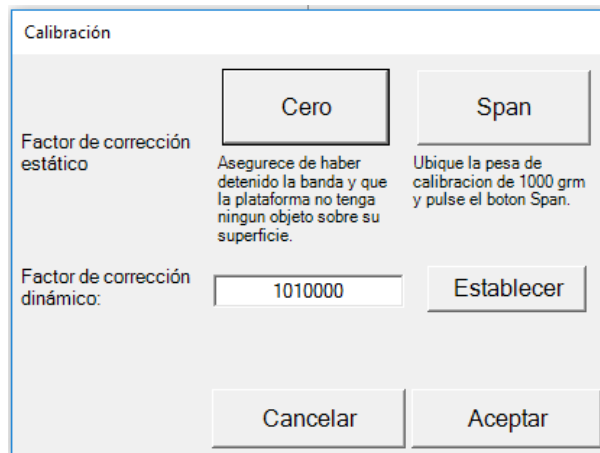 Calibración
Cero
Span
Factor de corrección
estático
Asegurece de haber
detenido la banda y que
la plataforma no tenga
ningun objeto sobre su
superficie.
Ubique la pesa de
calibracion de 1000 grm
y pulse el boton Span.
Factor de corrección
dinámico:
1010000
Establecer
Cancelar
Aceptar